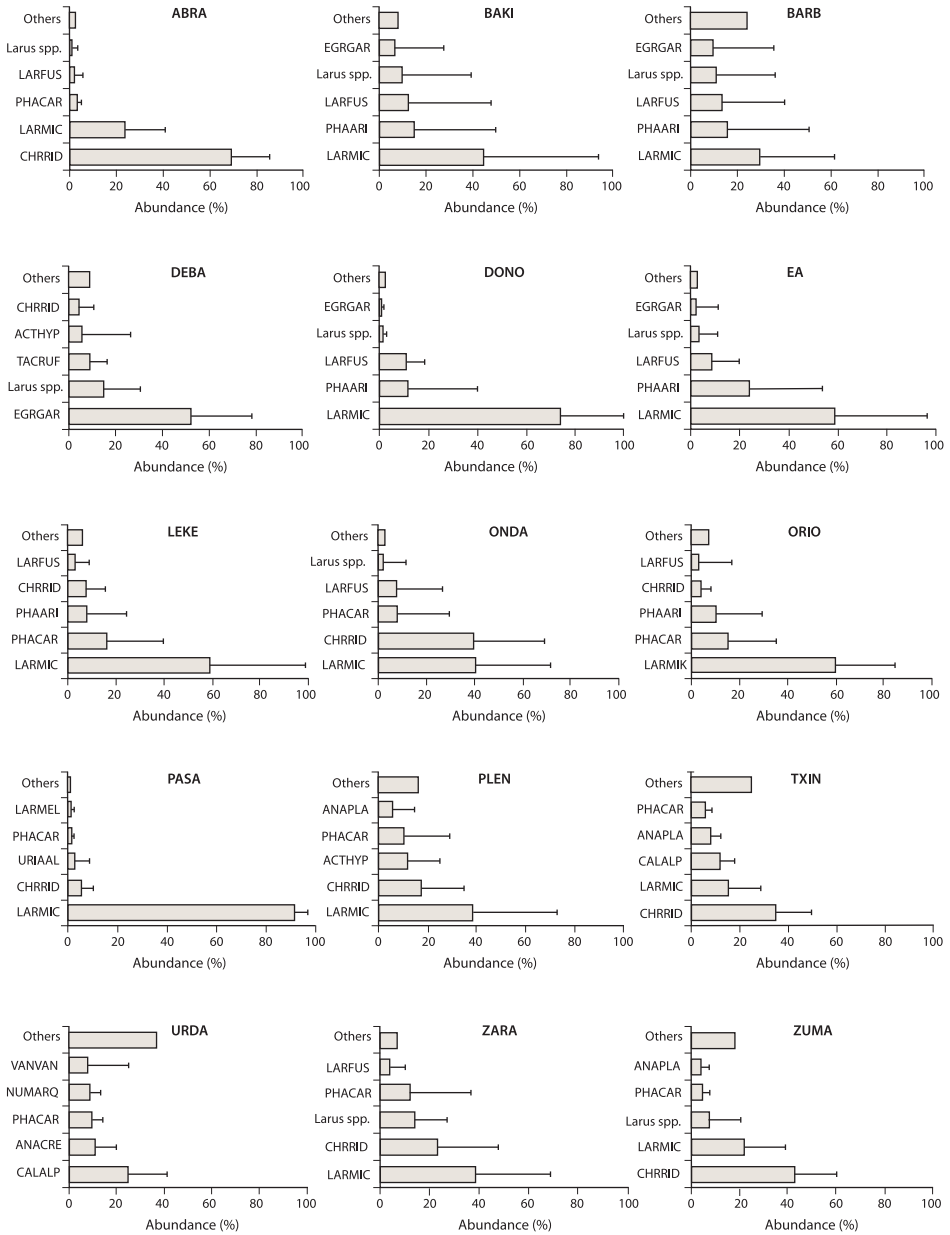 ABRA
Others
Larus spp.
LARFUS
PHACAR
LARMIC
CHRRID
0 20 40 60 80 100
Abundance (%)
BAKI
Others
EGRGAR
Larus spp.
LARFUS
PHAARI
LARMIC
0 20 40 60 80 100
Abundance (%)
BARB
Others
EGRGAR
Larus spp.
LARFUS
PHAARI
LARMIC
0 20 40 60 80 100
Abundance (%)
DEBA
Others
CHRRID
ACTHYP
TACRUF
Larus spp.
EGRGAR
0 20 40 60 80 100
Abundance (%)
DONO
Others
EGRGAR
Larus spp.
LARFUS
PHAARI
LARMIC
0 20 40 60 80 100
Abundance (%)
EA
Others
EGRGAR
Larus spp.
LARFUS
PHAARI
LARMIC
0 20 40 60 80 100
Abundance (%)
LEKE
Others
LARFUS
CHRRID
PHAARI
PHACAR
LARMIC
0 20 40 60 80 100
Abundance (%)
ONDA
Others
Larus spp.
LARFUS
PHACAR
CHRRID
LARMIC
0 20 40 60 80 100
Abundance (%)
ORIO
Others
LARFUS
CHRRID
PHAARI
PHACAR
LARMIK
0 20 40 60 80 100
Abundance (%)
PASA
Others
LARMEL
PHACAR
URIAAL
CHRRID
LARMIC
0 20 40 60 80 100
Abundance (%)
PLEN
Others
ANAPLA
PHACAR
ACTHYP
CHRRID
LARMIC
0 20 40 60 80 100
Abundance (%)
TXIN
Others
PHACAR
ANAPLA
CALALP
LARMIC
CHRRID
0 20 40 60 80 100
Abundance (%)
URDA
Others
VANVAN
NUMARQ
PHACAR
ANACRE
CALALP
0 20 40 60 80 100
Abundance (%)
ZARA
Others
LARFUS
PHACAR
Larus spp.
CHRRID
LARMIC
0 20 40 60 80 100
Abundance (%)
ZUMA
Others
ANAPLA
PHACAR
Larus spp.
LARMIC
CHRRID
0 20 40 60 80 100
Abundance (%)